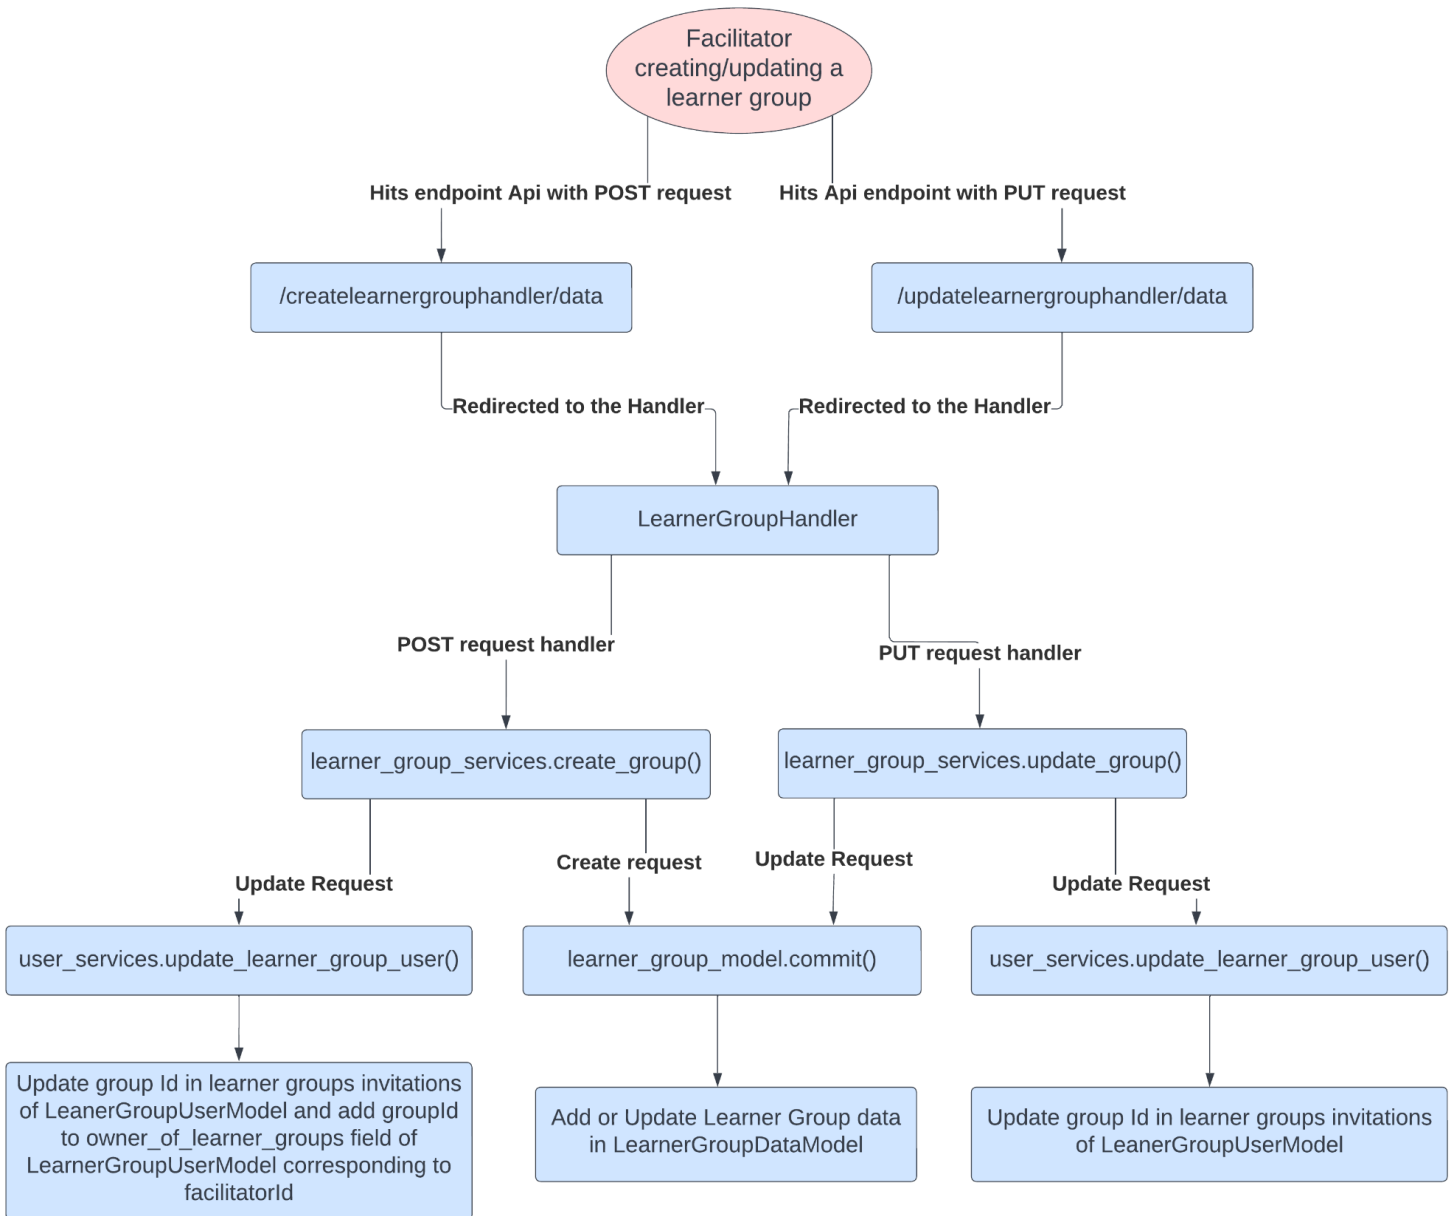 Facilitator
creating/updating a
learner group
Hits endpoint Api with POST request
Hits Api endpoint with PUT request
/createlearnergrouphandler/data
/updatelearnergrouphandler/data
Redirected to the Handler
Redirected to the Handler
LearnerGroupHandler
POST request handler
PUT request handler
learner_group_services.create_group()
learner_group_services.update_group()
Update Request
Create request
Update Request
Update Request
user_services.update_learner_group_user()
learner_group_model.commit()
user_services.update_learner_group_user()
Update group Id in learner groups invitations
of LeanerGroupUserModel and add groupId
to owner_of_learner_groups field of
LearnerGroupUserModel corresponding to
facilitatorId
Add or Update Learner Group data
in LearnerGroupDataModel
Update group Id in learner groups invitations
of LeanerGroupUserModel